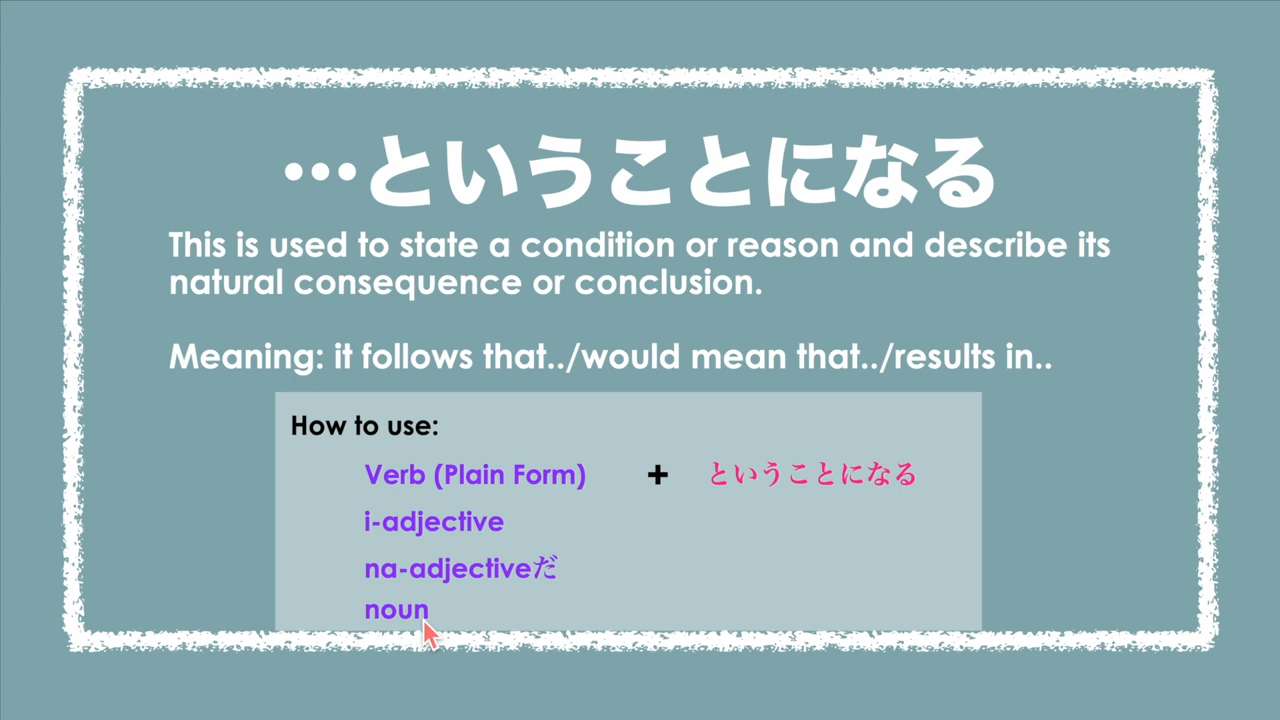 …ということになる
This is used to state a condition or reason and describe its
natural consequence or conclusion.
Meaning: it follows that../would mean that../results in..
How to use:
Verb (Plain Form) + ということになる
i-adjective
na-adjectiveだ
noun